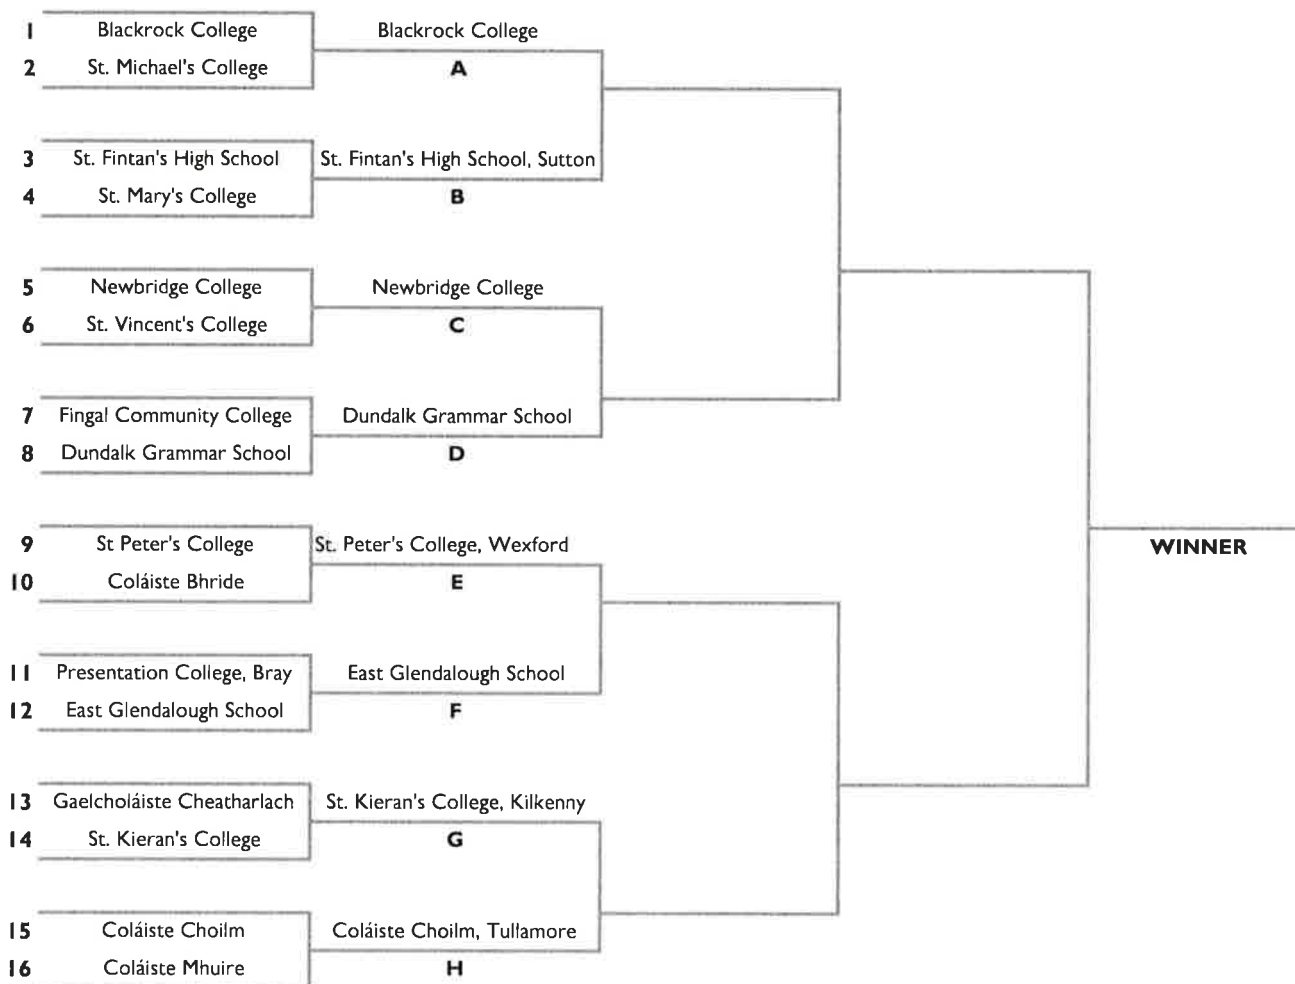 1 Blackrock College Blackrock College
2 St. Michael's College A
3 St. Fintan's High School St. Fintan's High School, Sutton
4 St. Mary's College B
5 Newbridge College Newbridge College
6 St. Vincent's College C
7 Fingal Community College Dundalk Grammar School
8 Dundalk Grammar School D
9 St Peter's College St. Peter's College, Wexford
WINNER
10 Coláiste Bhride E
11 Presentation College, Bray East Glendalough School
12 East Glendalough School F
13 Gaelcholáiste Cheatharlach St. Kieran's College, Kilkenny
14 St. Kieran's College G
15 Coláiste Choilm Coláiste Choilm, Tullamore
16 Coláiste Mhuire H